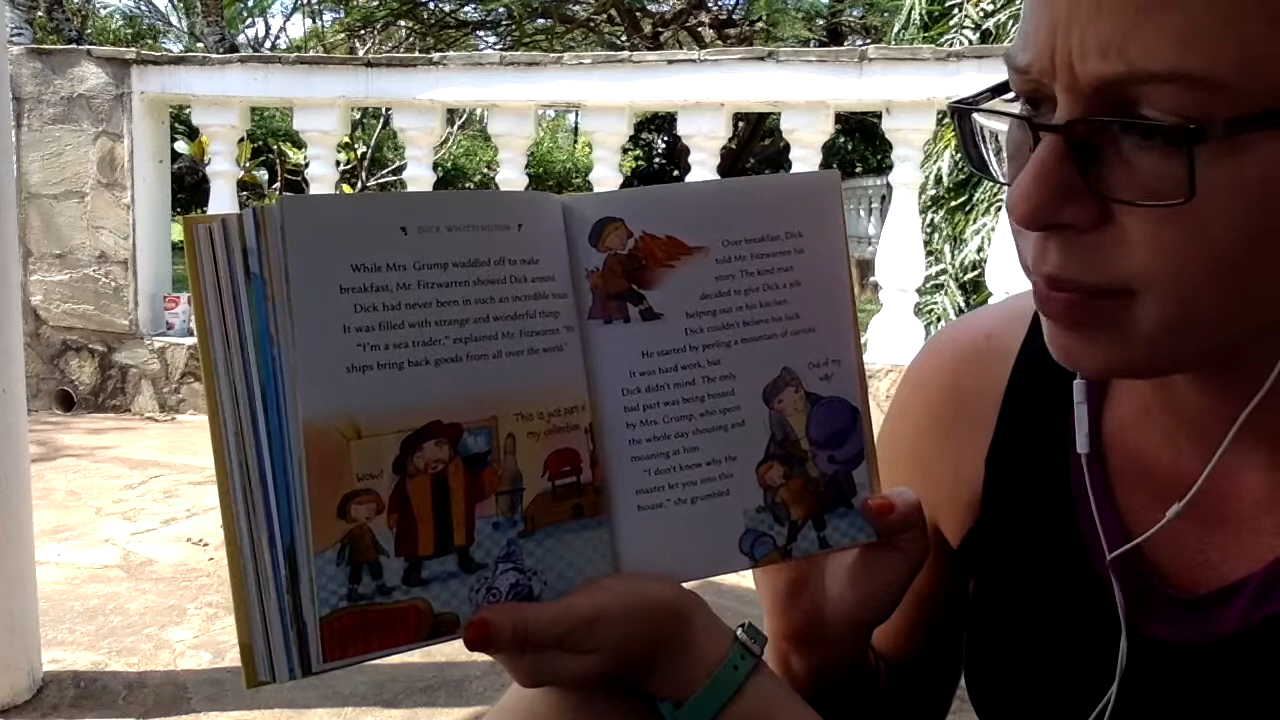 DICK WHITTINGTON
While Mrs. Grump waddled off to make
breakfast, Mr. Fitzwarren showed Dick around.
Dick had never been in such an incredible house.
It was filled with strange and wonderful things.
"I'm a sea trader," explained Mr. Fitzwarren. "My
ships bring back goods from all over the world."
Wow!
This is just part of
my collection.
Over breakfast, Dick
told Mr. Fitzwarren his
story. The kind man
decided to give Dick a job
helping out in his kitchen.
Dick couldn't believe his luck.
He started by peeling a mountain of carrots.
It was hard work, but
Dick didn't mind. The only
bad part was being bossed
by Mrs. Grump, who spent
the whole day shouting and
moaning at him.
"I don't know why the
master let you into this
house," she grumbled.
Out of my
way!